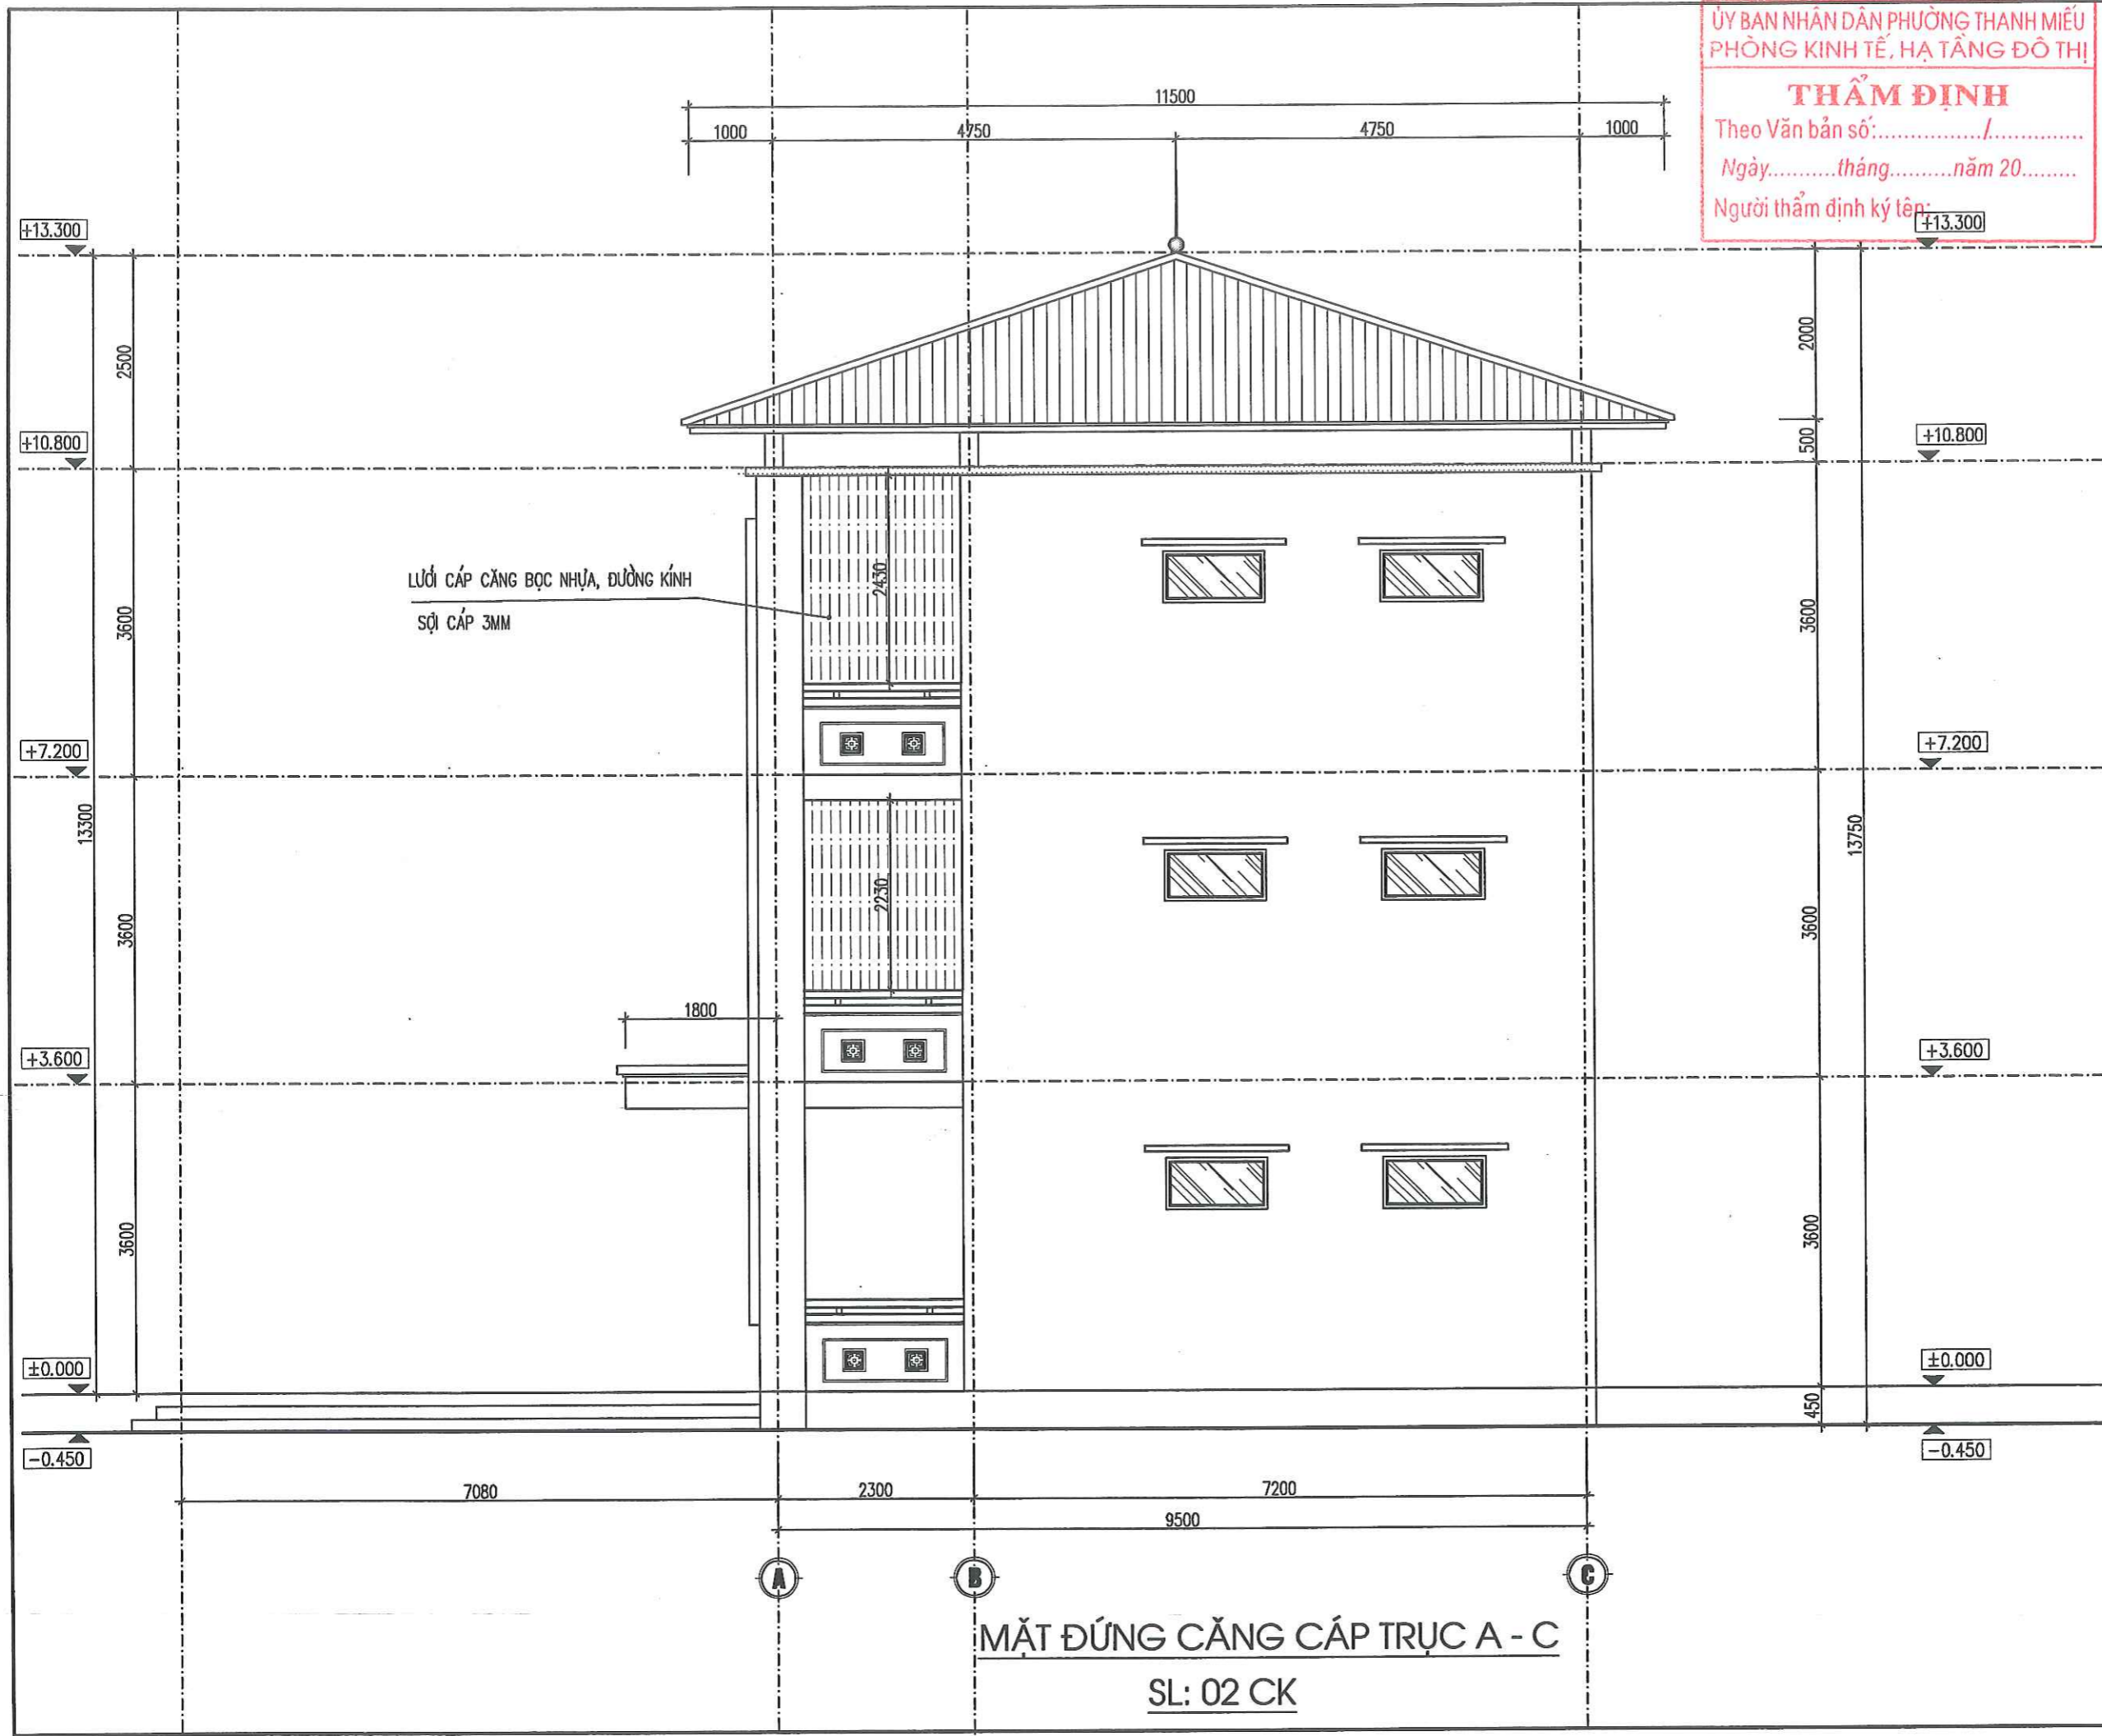 ỦY BAN NHÂN DÂN PHƯỜNG THANH MIẾU
PHÒNG KINH TẾ, HẠ TẦNG ĐÔ THỊ
THẨM ĐỊNH
Theo Văn bản số:................/..............
Ngày...........tháng..........năm 20.........
Người thẩm định ký tên:
11500
1000
4750
4750
1000
+13.300
+13.300
2500
2000
+10.800
500
+10.800
LƯỚI CÁP CĂNG BỌC NHỰA, ĐƯỜNG KÍNH
SỢI CÁP 3MM
2430
3600
3600
+7.200
+7.200
13300
13750
2230
3600
3600
1800
+3.600
+3.600
3600
3600
±0.000
±0.000
450
-0.450
-0.450
7080
2300
7200
9500
A
B
C
MẶT ĐỨNG CĂNG CÁP TRỤC A - C
SL: 02 CK